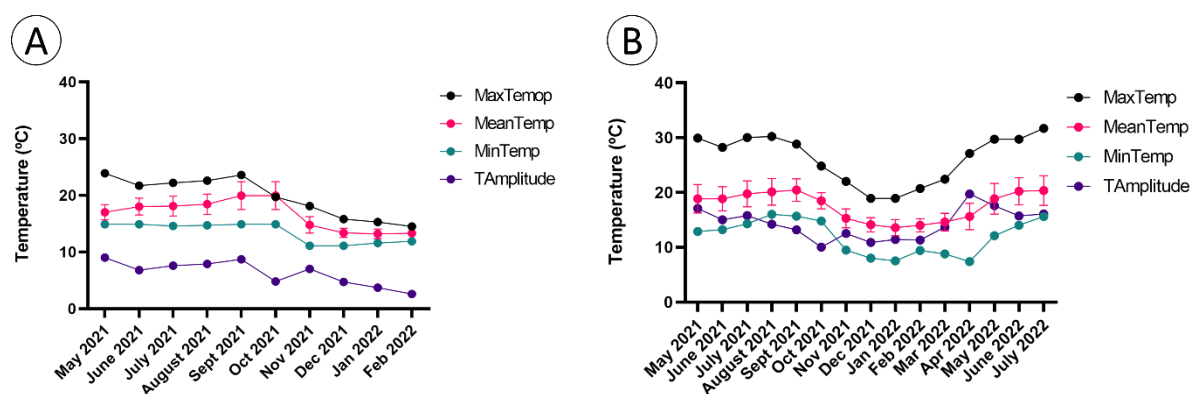 A
Temperature (ºC)
40
30
20
10
0
May 2021
June 2021
July 2021
August 2021
Sept 2021
Oct 2021
Nov 2021
Dec 2021
Jan 2022
Feb 2022
MaxTemop
MeanTemp
MinTemp
TAmplitude
B
Temperature (ºC)
40
30
20
10
0
May 2021
June 2021
July 2021
August 2021
Sept 2021
Oct 2021
Nov 2021
Dec 2021
Jan 2022
Feb 2022
Mar 2022
Apr 2022
May 2022
June 2022
July 2022
MaxTemp
MeanTemp
MinTemp
TAmplitude